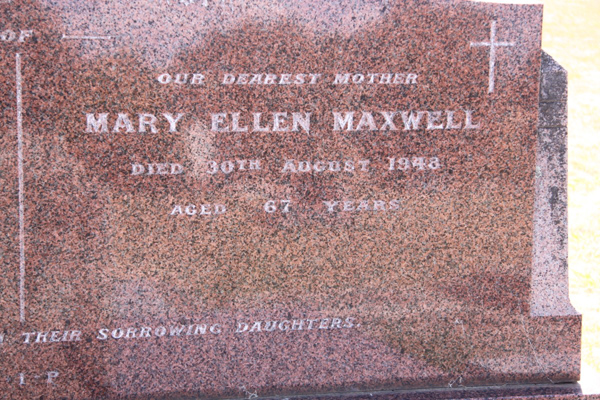 OF
OUR DEAREST MOTHER
MARY ELLEN MAXWELL
DIED 30TH AUGUST 1948
AGED 67 YEARS
THEIR SORROWING DAUGHTERS.
I P